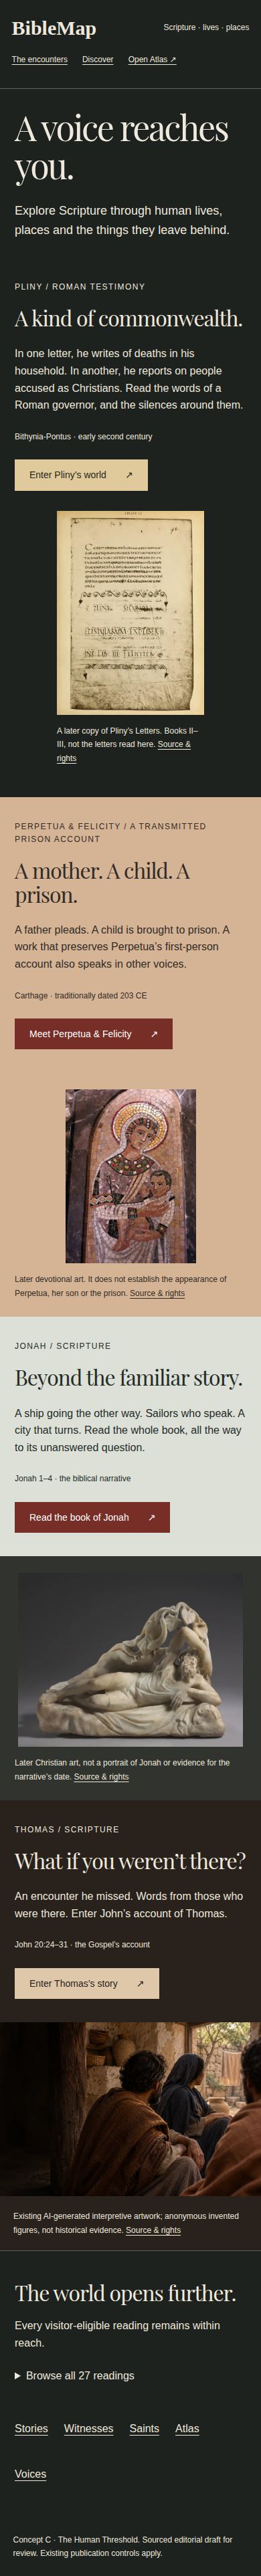 BibleMap
Scripture · lives · places
The encounters Discover Open Atlas ↗
A voice reaches
you.
Explore Scripture through human lives,
places and the things they leave behind.
PLINY / ROMAN TESTIMONY
A kind of commonwealth.
In one letter, he writes of deaths in his
household. In another, he reports on people
accused as Christians. Read the words of a
Roman governor, and the silences around them.
Bithynia-Pontus · early second century
Enter Pliny’s world ↗
A later copy of Pliny’s Letters. Books II–
III, not the letters read here. Source &
rights
PERPETUA & FELICITY / A TRANSMITTED
PRISON ACCOUNT
A mother. A child. A
prison.
A father pleads. A child is brought to prison. A
work that preserves Perpetua’s first-person
account also speaks in other voices.
Carthage · traditionally dated 203 CE
Meet Perpetua & Felicity ↗
Later devotional art. It does not establish the appearance of
Perpetua, her son or the prison. Source & rights
JONAH / SCRIPTURE
Beyond the familiar story.
A ship going the other way. Sailors who speak. A
city that turns. Read the whole book, all the way
to its unanswered question.
Jonah 1–4 · the biblical narrative
Read the book of Jonah ↗
Later Christian art, not a portrait of Jonah or evidence for the
narrative’s date. Source & rights
THOMAS / SCRIPTURE
What if you weren’t there?
An encounter he missed. Words from those who
were there. Enter John’s account of Thomas.
John 20:24–31 · the Gospel’s account
Enter Thomas’s story ↗
Existing AI-generated interpretive artwork; anonymous invented
figures, not historical evidence. Source & rights
The world opens further.
Every visitor-eligible reading remains within
reach.
▶ Browse all 27 readings
Stories Witnesses Saints Atlas
Voices
Concept C · The Human Threshold. Sourced editorial draft for
review. Existing publication controls apply.